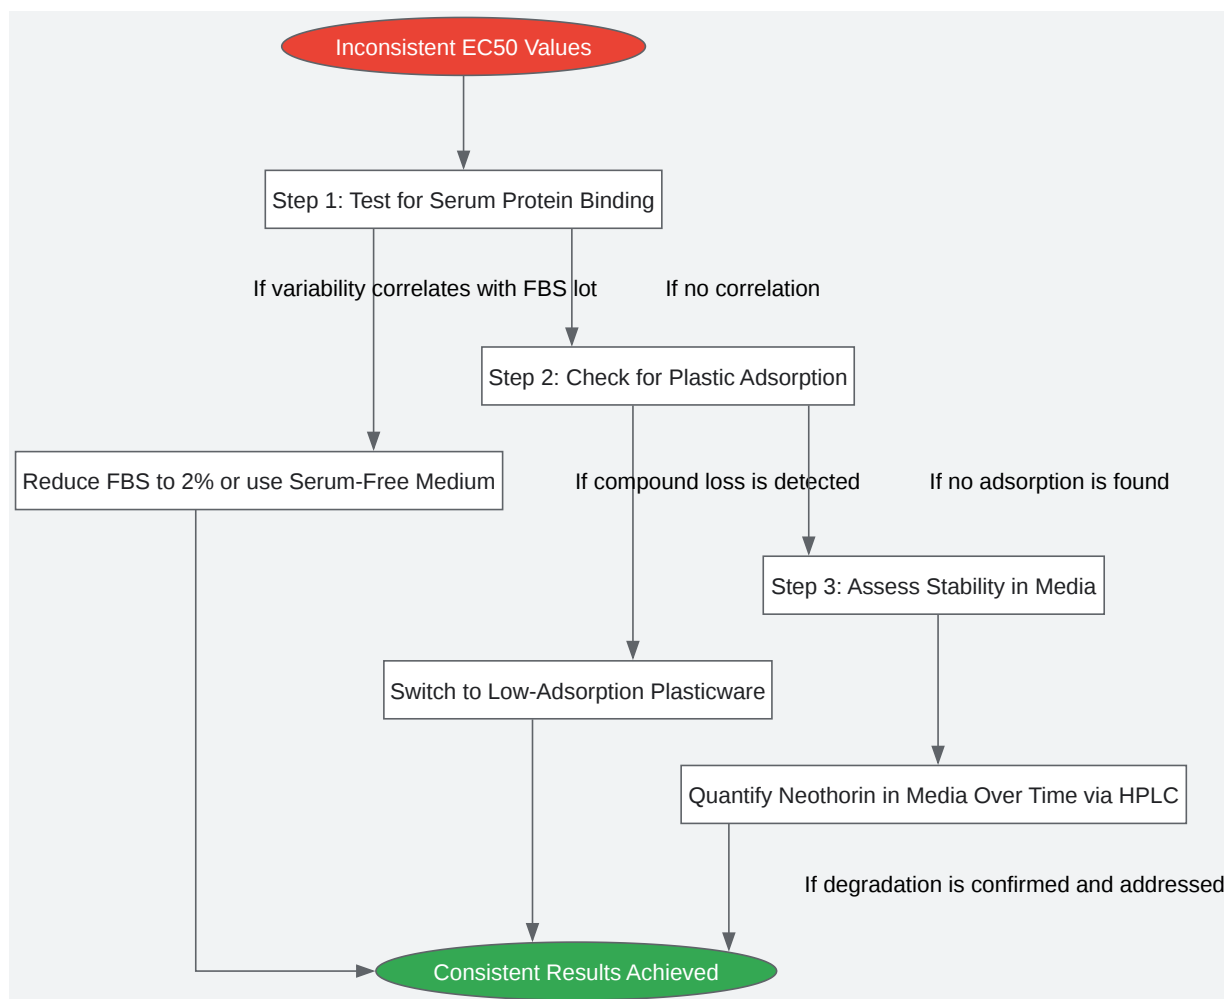 Inconsistent EC50 Values
Step 1: Test for Serum Protein Binding
If variability correlates with FBS lot
If no correlation
Step 2: Check for Plastic Adsorption
Reduce FBS to 2% or use Serum-Free Medium
If compound loss is detected
If no adsorption is found
Step 3: Assess Stability in Media
Switch to Low-Adsorption Plasticware
Quantify Neothorin in Media Over Time via HPLC
If degradation is confirmed and addressed
Consistent Results Achieved